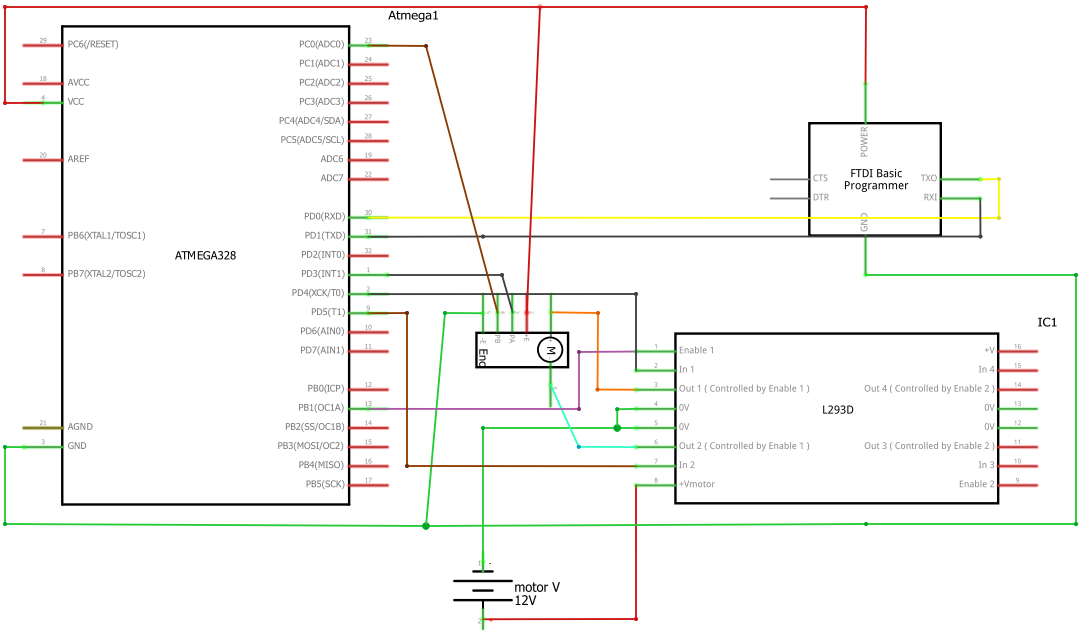 Atmega1
29
PC6(/RESET)
18
AVCC
4
VCC
20
AREF
7
PB6(XTAL1/TOSC1)
8
PB7(XTAL2/TOSC2)
21
AGND
3
GND
ATMEGA328
PC0(ADC0)
23
PC1(ADC1)
24
PC2(ADC2)
25
PC3(ADC3)
26
PC4(ADC4/SDA)
27
PC5(ADC5/SCL)
28
ADC6
19
ADC7
22
PD0(RXD)
30
PD1(TXD)
31
PD2(INT0)
32
PD3(INT1)
1
PD4(XCK/T0)
2
PD5(T1)
9
PD6(AIN0)
10
PD7(AIN1)
11
PB0(ICP)
12
PB1(OC1A)
13
PB2(SS/OC1B)
14
PB3(MOSI/OC2)
15
PB4(MISO)
16
PB5(SCK)
17
POWER
CTS
DTR
FTDI Basic
Programmer
TXO
RXI
GND
-E
PB
PA
+E
Enc
M
IC1
1
Enable 1
2
In 1
3
Out 1 ( Controlled by Enable 1 )
4
0V
5
0V
6
Out 2 ( Controlled by Enable 1 )
7
In 2
8
+Vmotor
L293D
+V
16
In 4
15
Out 4 ( Controlled by Enable 2 )
14
0V
13
0V
12
Out 3 ( Controlled by Enable 2 )
11
In 3
10
Enable 2
9
1
-
motor V
12V
2
+